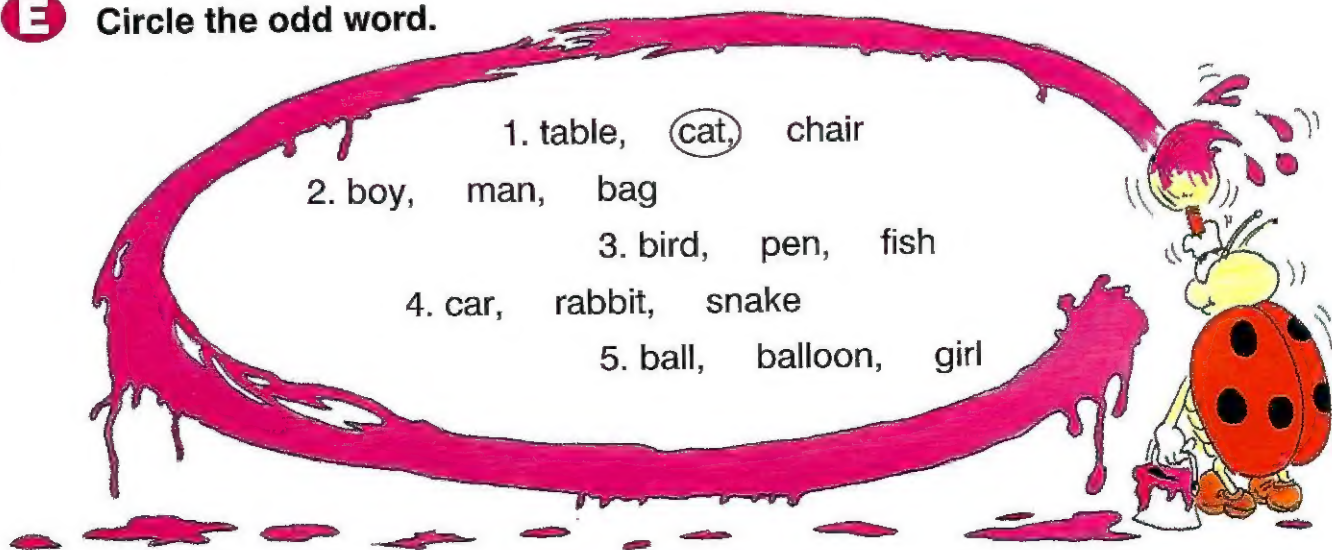 E Circle the odd word.
1. table, cat, chair
2. boy, man, bag
3. bird, pen, fish
4. car, rabbit, snake
5. ball, balloon, girl